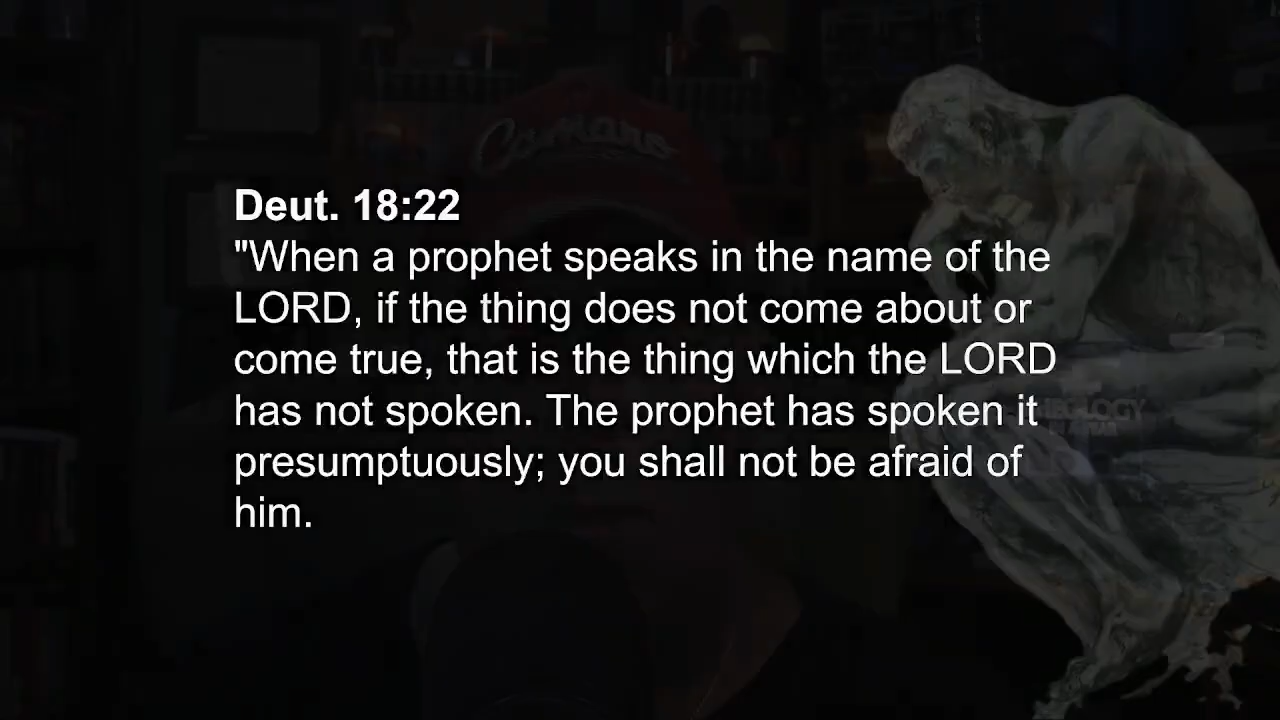 Camaro
Deut. 18:22
"When a prophet speaks in the name of the
LORD, if the thing does not come about or
come true, that is the thing which the LORD
has not spoken. The prophet has spoken it
presumptuously; you shall not be afraid of
him.